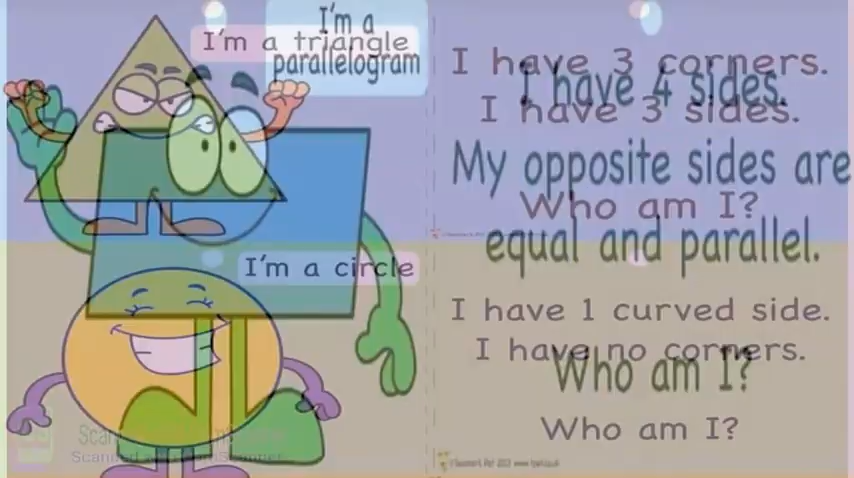 I'm a triangle
I'm a
parallelogram
I have 3 corners.
I have 4 sides.
I have 3 sides.
My opposite sides are
Who am I?
equal and parallel.
I'm a circle
I have 1 curved side.
I have no corners.
Who am I?
Who am I?